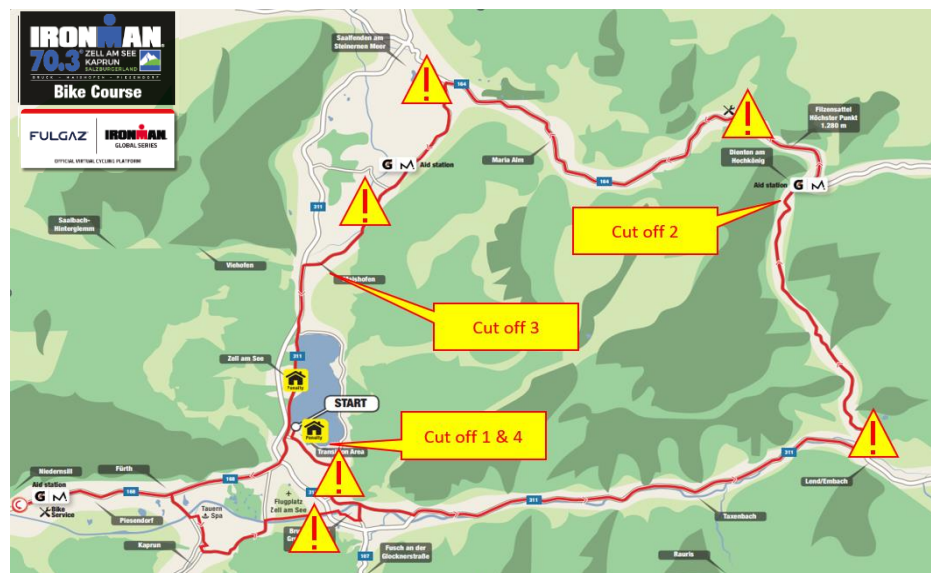 IRONMAN
70.3
ZELL AM SEE
KAPRUN
SALZBURGERLAND
BRUCK - MAISHOFEN - PIESENDORF
Bike Course
FULGAZ
IRONMAN
GLOBAL SERIES
OFFICIAL VIRTUAL CYCLING PLATFORM
Saalfenden am
Steinernen Meer
!
164
!
Filzensattel
Höchster Punkt
1.280 m
Maria Alm
Dienten am
Hochkönig
G Aid station
164
Aid station G
!
311
Cut off 2
Saalbach-
Hinterglemm
Viehofen
Cut off 3
311
Zell am See
Penalty
START
Penalty
Cut off 1 & 4
!
311
Lend/Embach
Niedernsill
Fürth
Aid station
G
168
168
!
Flugplatz
Zell am See
311
Taxenbach
C
Bike
Service
Piesendorf
Tauern
Spa
!
Kaprun
Fusch an der
Glocknerstraße
107
Rauris